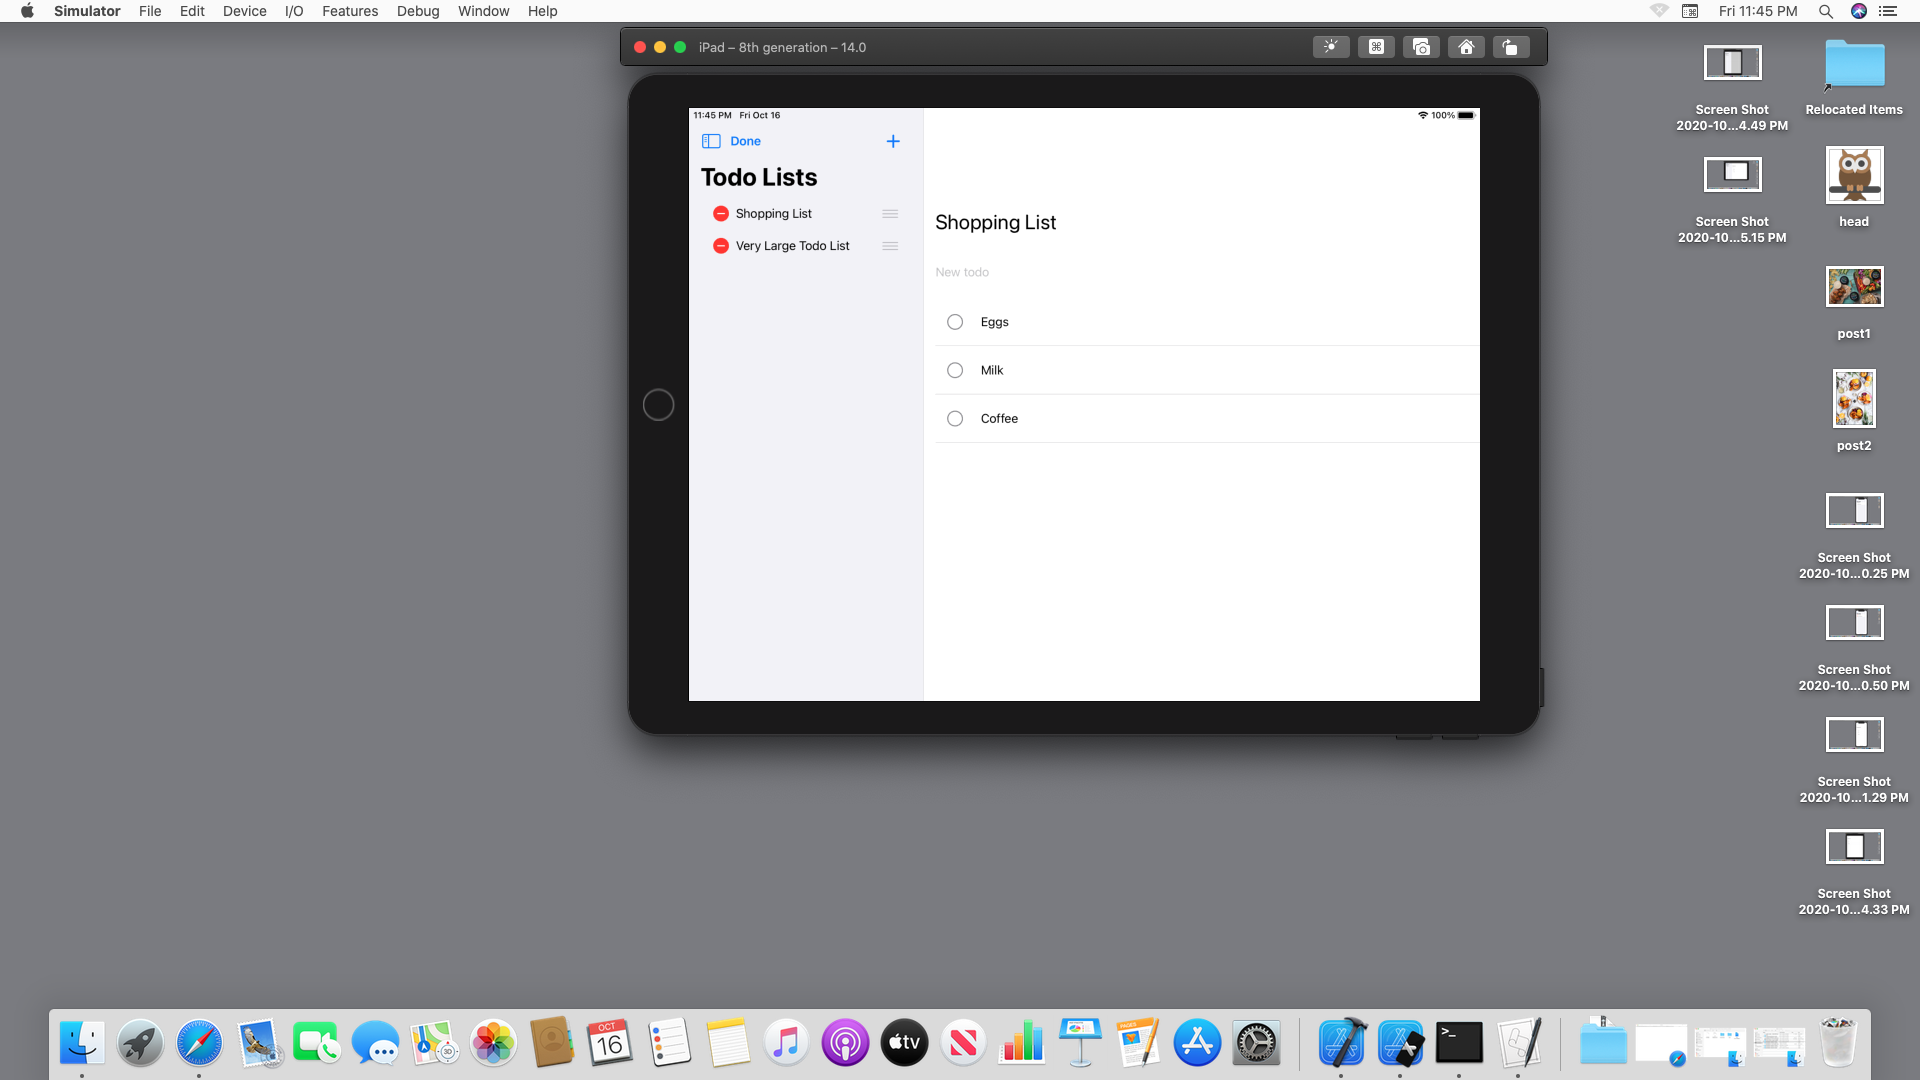 Simulator File Edit Device I/O Features Debug Window Help
Fri 11:45 PM
iPad – 8th generation – 14.0
11:45 PM Fri Oct 16
100%
Done
Todo Lists
Shopping List
Very Large Todo List
Shopping List
New todo
Eggs
Milk
Coffee
Screen Shot
2020-10...4.49 PM
Relocated Items
Screen Shot
2020-10...5.15 PM
head
post1
post2
Screen Shot
2020-10...0.25 PM
Screen Shot
2020-10...0.50 PM
Screen Shot
2020-10...1.29 PM
Screen Shot
2020-10...4.33 PM
3D
OCT
16
tv
PAGES
>_